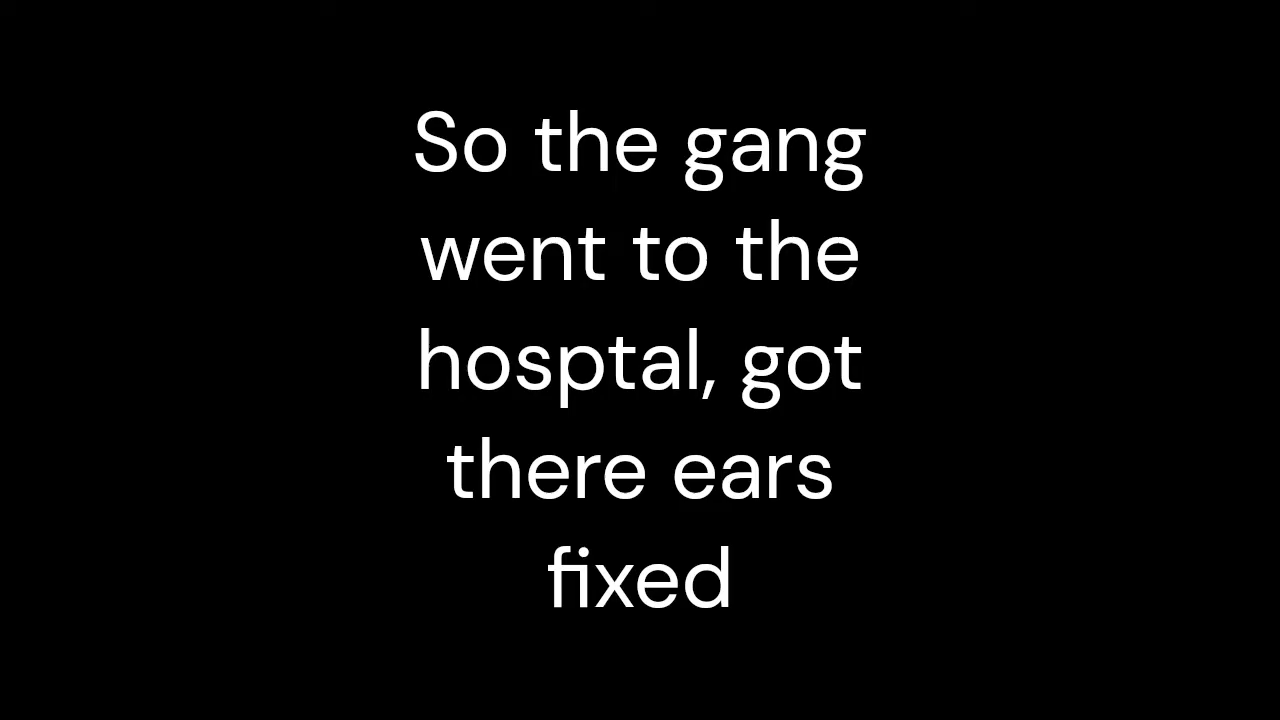 So the gang
went to the
hosptal, got
there ears
fixed